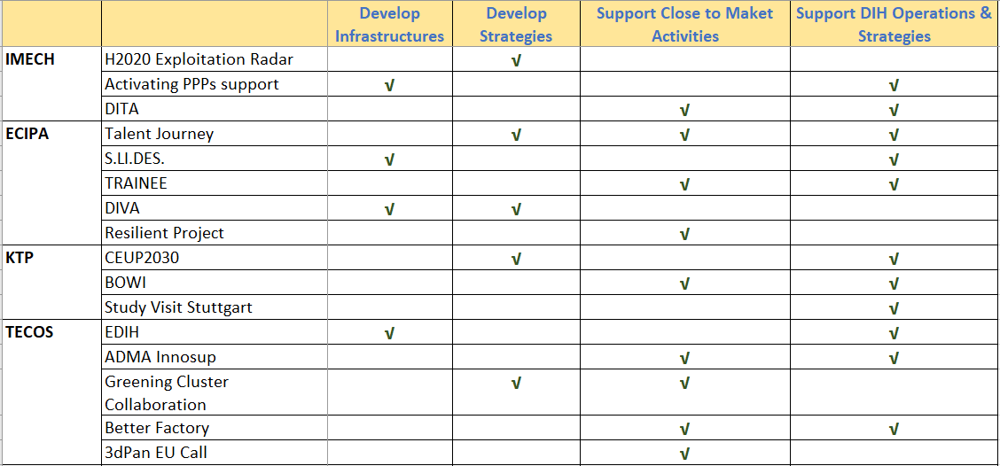 Develop Infrastructures | Develop Strategies | Support Close to Maket Activities | Support DIH Operations & Strategies
IMECH | H2020 Exploitation Radar | | √ | |
Activating PPPs support | √ | | | √
DITA | | | √ | √
ECIPA | Talent Journey | | √ | √ | √
S.LI.DES. | √ | | | √
TRAINEE | | | √ | √
DIVA | √ | √ | |
Resilient Project | | | √ |
KTP | CEUP2030 | | √ | | √
BOWI | | | √ | √
Study Visit Stuttgart | | | | √
TECOS | EDIH | √ | | | √
ADMA Innosup | | | √ | √
Greening Cluster Collaboration | | √ | √ |
Better Factory | | | √ | √
3dPan EU Call | | | √ |